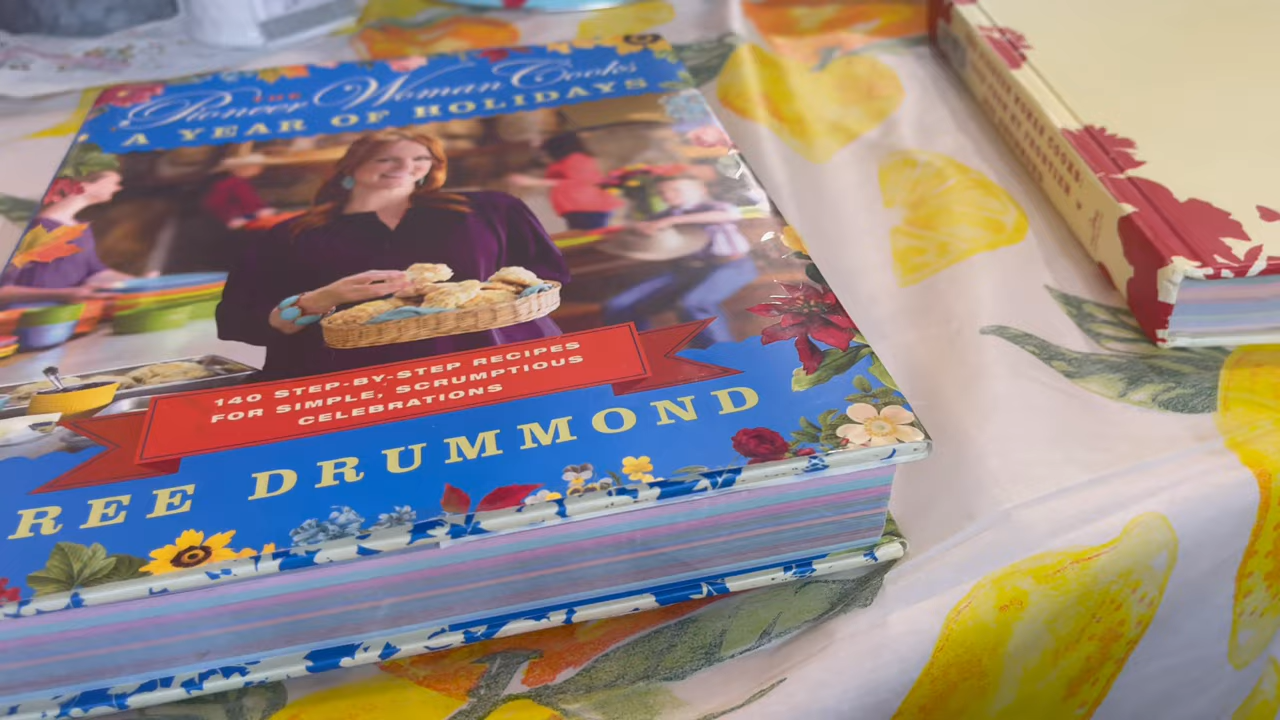 THE
Pioneer Woman Cooks
A YEAR OF HOLIDAYS
140 STEP-BY-STEP RECIPES
FOR SIMPLE, SCRUMPTIOUS
CELEBRATIONS
REE DRUMMOND